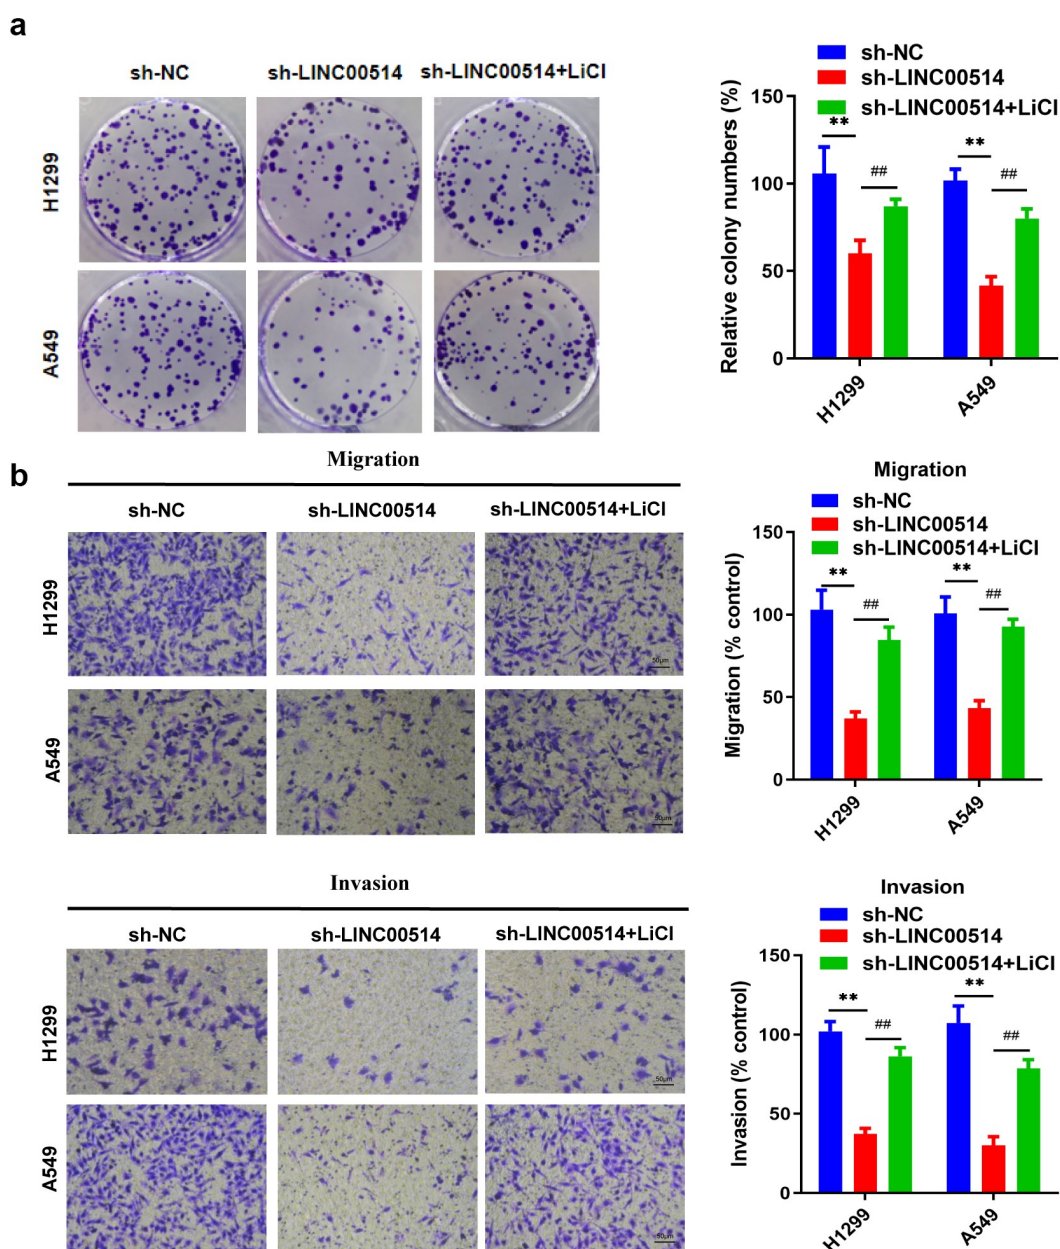 a
sh-NC
sh-LINC00514
sh-LINC00514+LiCl
H1299
A549
sh-NC
sh-LINC00514
sh-LINC00514+LiCl
Relative colony numbers (%)
150
100
50
0
**
##
**
##
H1299
A549
b
Migration
sh-NC
sh-LINC00514
sh-LINC00514+LiCl
H1299
50μm
A549
50μm
Migration
sh-NC
sh-LINC00514
sh-LINC00514+LiCl
Migration (% control)
150
100
50
0
**
##
**
##
H1299
A549
Invasion
sh-NC
sh-LINC00514
sh-LINC00514+LiCl
H1299
50μm
A549
Invasion
sh-NC
sh-LINC00514
sh-LINC00514+LiCl
Invasion (% control)
150
100
50
0
**
##
**
##
H1299
A549